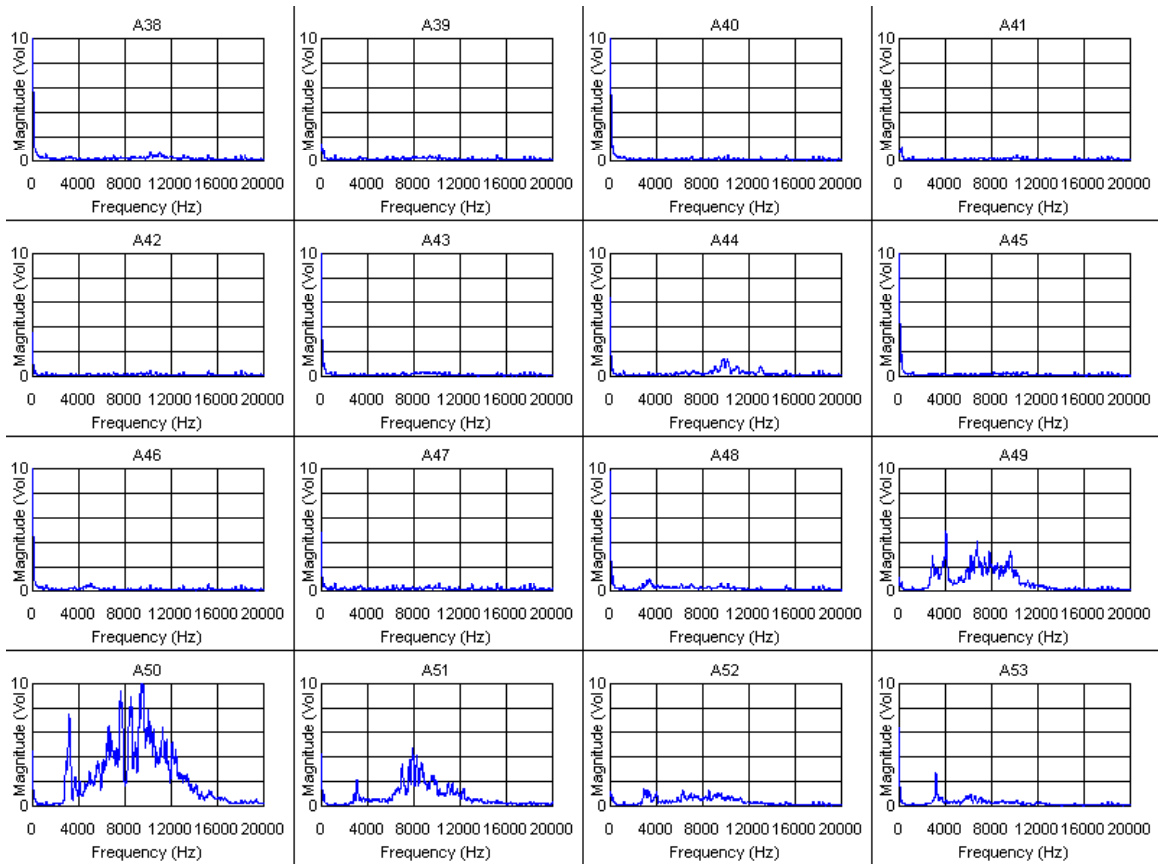 A38 A39 A40 A41
10 10 10 10
Magnitude (Vol Magnitude (Vol Magnitude (Vol Magnitude (Vol
0 0 0 0
0 4000 8000 12000 16000 20000 0 4000 8000 12000 16000 20000 0 4000 8000 12000 16000 20000 0 4000 8000 12000 16000 20000
Frequency (Hz) Frequency (Hz) Frequency (Hz) Frequency (Hz)
A42 A43 A44 A45
10 10 10 10
Magnitude (Vol Magnitude (Vol Magnitude (Vol Magnitude (Vol
0 0 0 0
0 4000 8000 12000 16000 20000 0 4000 8000 12000 16000 20000 0 4000 8000 12000 16000 20000 0 4000 8000 12000 16000 20000
Frequency (Hz) Frequency (Hz) Frequency (Hz) Frequency (Hz)
A46 A47 A48 A49
10 10 10 10
Magnitude (Vol Magnitude (Vol Magnitude (Vol Magnitude (Vol
0 0 0 0
0 4000 8000 12000 16000 20000 0 4000 8000 12000 16000 20000 0 4000 8000 12000 16000 20000 0 4000 8000 12000 16000 20000
Frequency (Hz) Frequency (Hz) Frequency (Hz) Frequency (Hz)
A50 A51 A52 A53
10 10 10 10
Magnitude (Vol Magnitude (Vol Magnitude (Vol Magnitude (Vol
0 0 0 0
0 4000 8000 12000 16000 20000 0 4000 8000 12000 16000 20000 0 4000 8000 12000 16000 20000 0 4000 8000 12000 16000 20000
Frequency (Hz) Frequency (Hz) Frequency (Hz) Frequency (Hz)